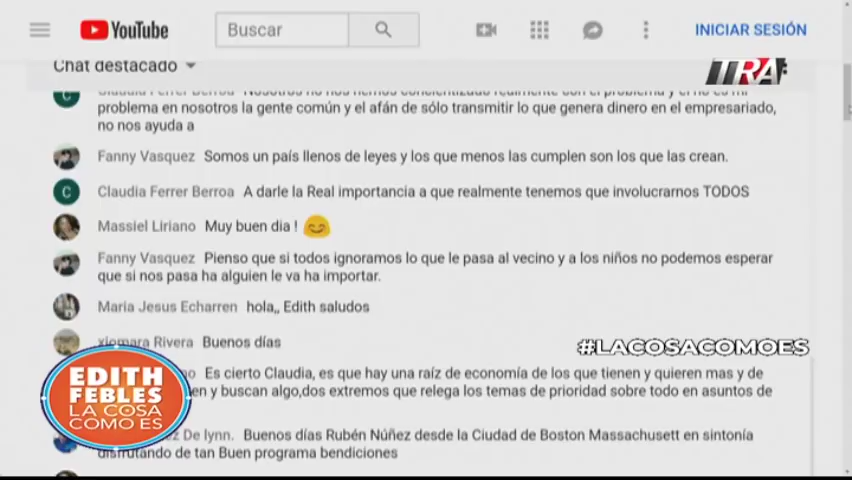 YouTube
Buscar
INICIAR SESIÓN
Chat destacado
TRA
Claudia Ferrer Berroa Nosotros no nos hemos concientizado realmente con el problema y el no es mi
problema en nosotros la gente común y el afán de sólo transmitir lo que genera dinero en el empresariado,
no nos ayuda a
Fanny Vasquez Somos un país llenos de leyes y los que menos las cumplen son los que las crean.
C Claudia Ferrer Berroa A darle la Real importancia a que realmente tenemos que involucrarnos TODOS
Massiel Liriano Muy buen dia !
Fanny Vasquez Pienso que si todos ignoramos lo que le pasa al vecino y a los niños no podemos esperar
que si nos pasa ha alguien le va ha importar.
Maria Jesus Echarren hola,, Edith saludos
xiomara Rivera Buenos días
#LACOSACOMOES
Es cierto Claudia, es que hay una raíz de economía de los que tienen y quieren mas y de
en y buscan algo,dos extremos que relega los temas de prioridad sobre todo en asuntos de
De lynn. Buenos días Rubén Núñez desde la Ciudad de Boston Massachusett en sintonía
disfrutando de tan Buen programa bendiciones
EDITH
FEBLES
LA COSA
COMO ES